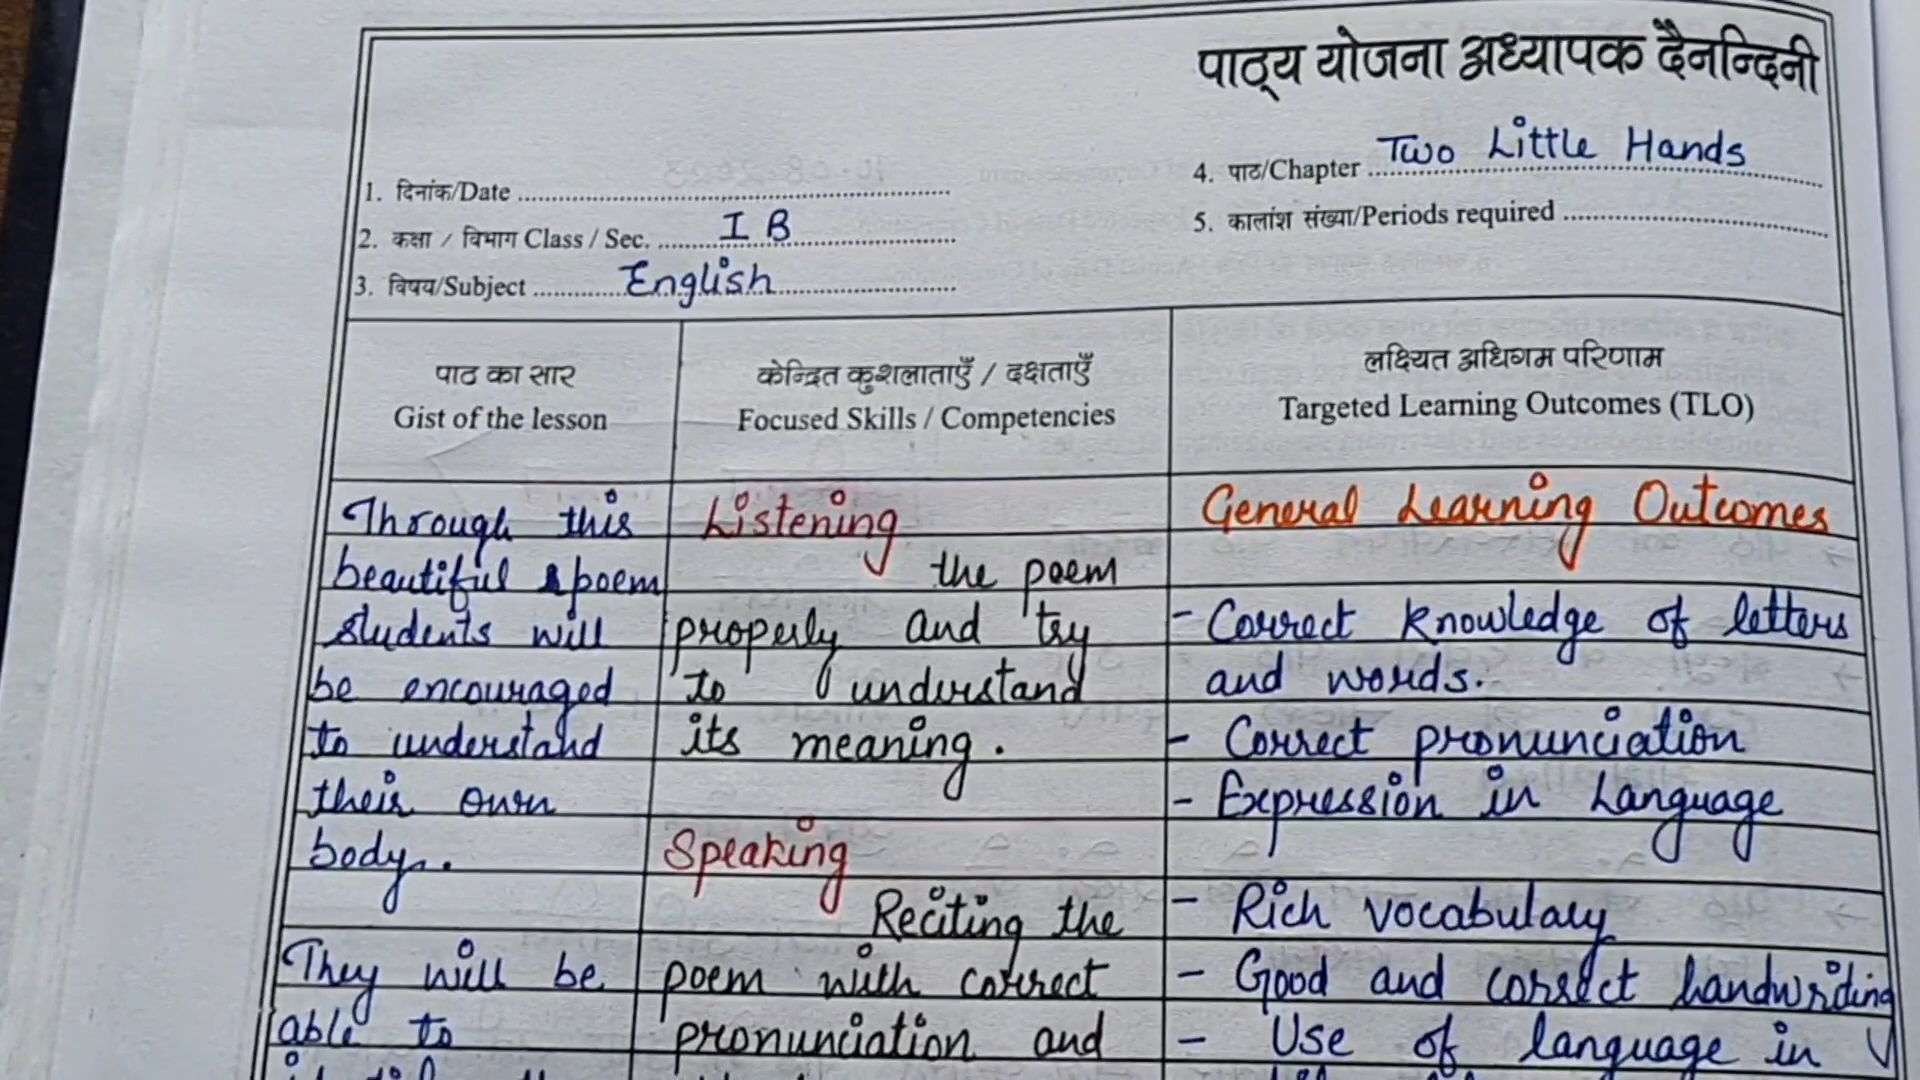 पाठ्य योजना अध्यापक दैनन्दिनी
1. दिनांक/Date
2. कक्षा / विभाग Class / Sec. I B
3. विषय/Subject English
4. पाठ/Chapter Two Little Hands
5. कालांश संख्या/Periods required
पाठ का सार
Gist of the lesson
Through this
beautiful poem
students will
be encouraged
to understand
their own
body.
They will be
able to
केन्द्रित कुशलाताएँ / दक्षताएँ
Focused Skills / Competencies
Listening
the poem
properly and try
to understand
its meaning.
Speaking
Reciting the
poem with correct
pronunciation and
लक्ष्यित अधिगम परिणाम
Targeted Learning Outcomes (TLO)
General Learning Outcomes
- Correct knowledge of letters
and words.
- Correct pronunciation
- Expression in Language
- Rich vocabulary
- Good and correct handwriting
- Use of language in